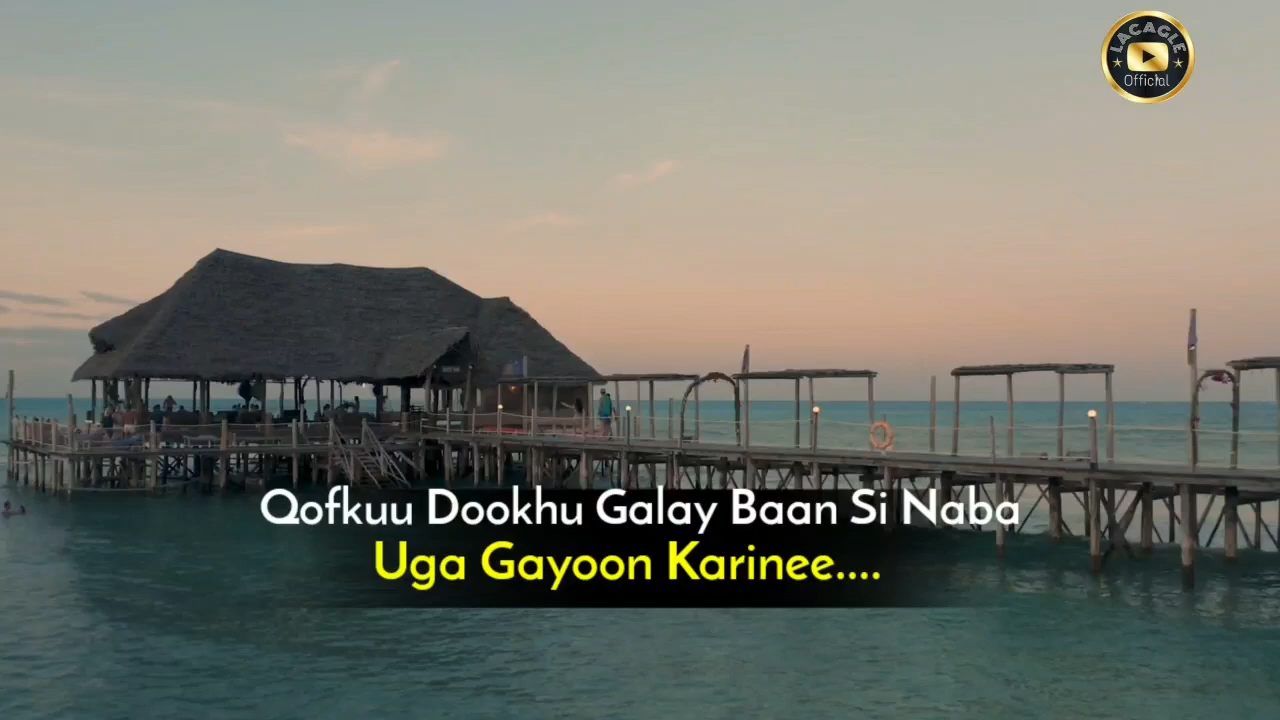 LACAGLE
Official
Qofkuu Dookhu Galay Baan Si Naba
Uga Gayoon Karinee....